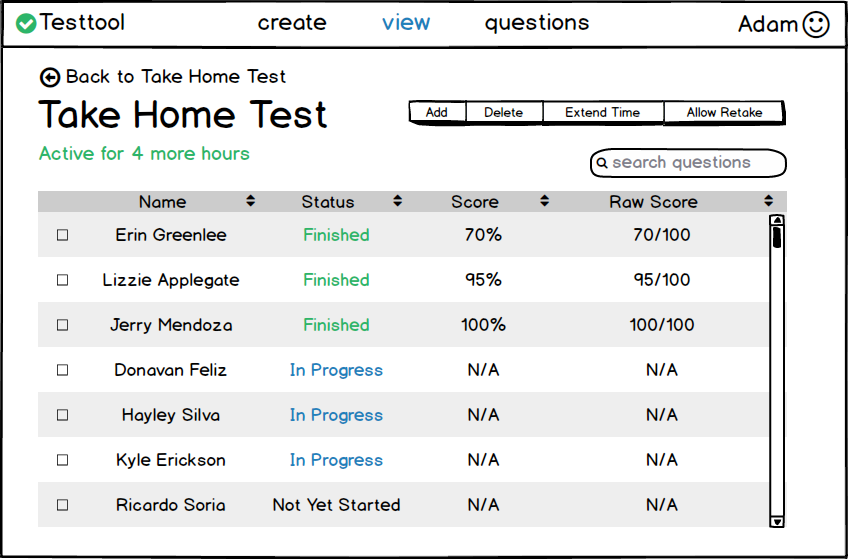 Testtool create view questions Adam
Back to Take Home Test
Take Home Test
Add Delete Extend Time Allow Retake
Active for 4 more hours
search questions
Name Status Score Raw Score
Erin Greenlee Finished 70% 70/100
Lizzie Applegate Finished 95% 95/100
Jerry Mendoza Finished 100% 100/100
Donavan Feliz In Progress N/A N/A
Hayley Silva In Progress N/A N/A
Kyle Erickson In Progress N/A N/A
Ricardo Soria Not Yet Started N/A N/A